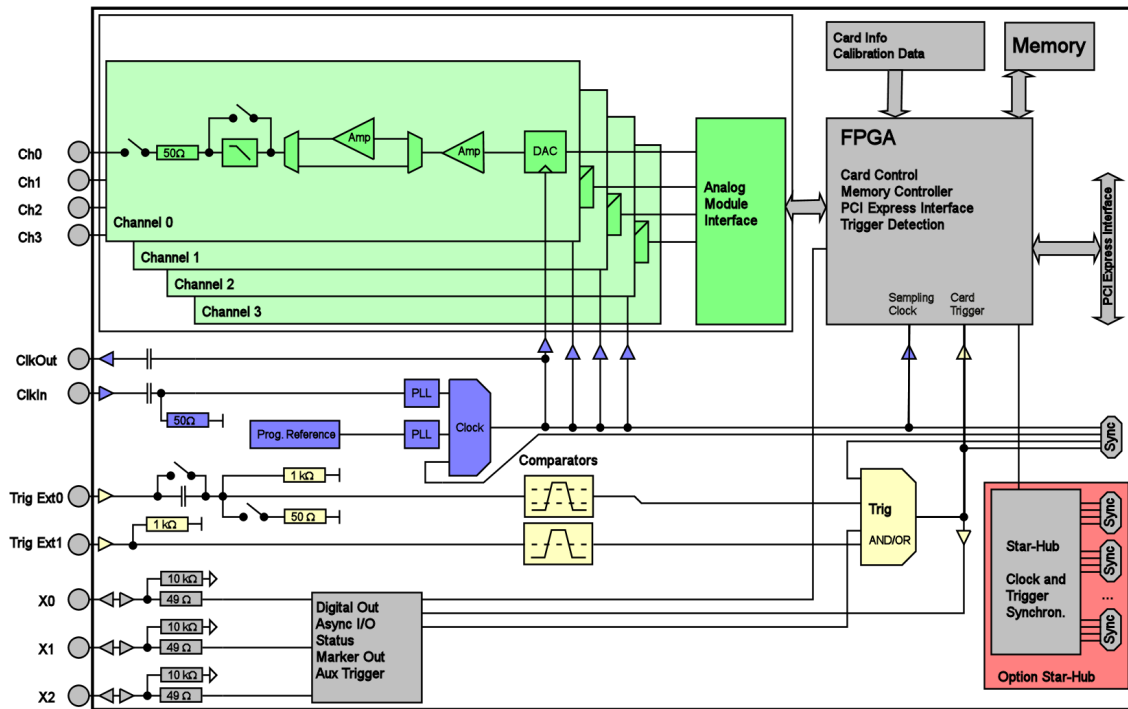 Card Info
Calibration Data
Memory
FPGA
Card Control
Memory Controller
PCI Express Interface
Trigger Detection
Sampling
Clock
Card
Trigger
PCI Express Interface
Ch0
Ch1
Ch2
Ch3
50Ω
Amp
Amp
DAC
Channel 0
Channel 1
Channel 2
Channel 3
Analog
Module
Interface
ClkOut
ClkIn
50Ω
PLL
Prog. Reference
PLL
Clock
Sync
Comparators
Trig Ext0
1 kΩ
50 Ω
Trig Ext1
1 kΩ
Trig
AND/OR
X0
10 kΩ
49 Ω
X1
10 kΩ
49 Ω
X2
10 kΩ
49 Ω
Digital Out
Async I/O
Status
Marker Out
Aux Trigger
Star-Hub
Clock and
Trigger
Synchron.
Sync
Sync
...
Sync
Option Star-Hub